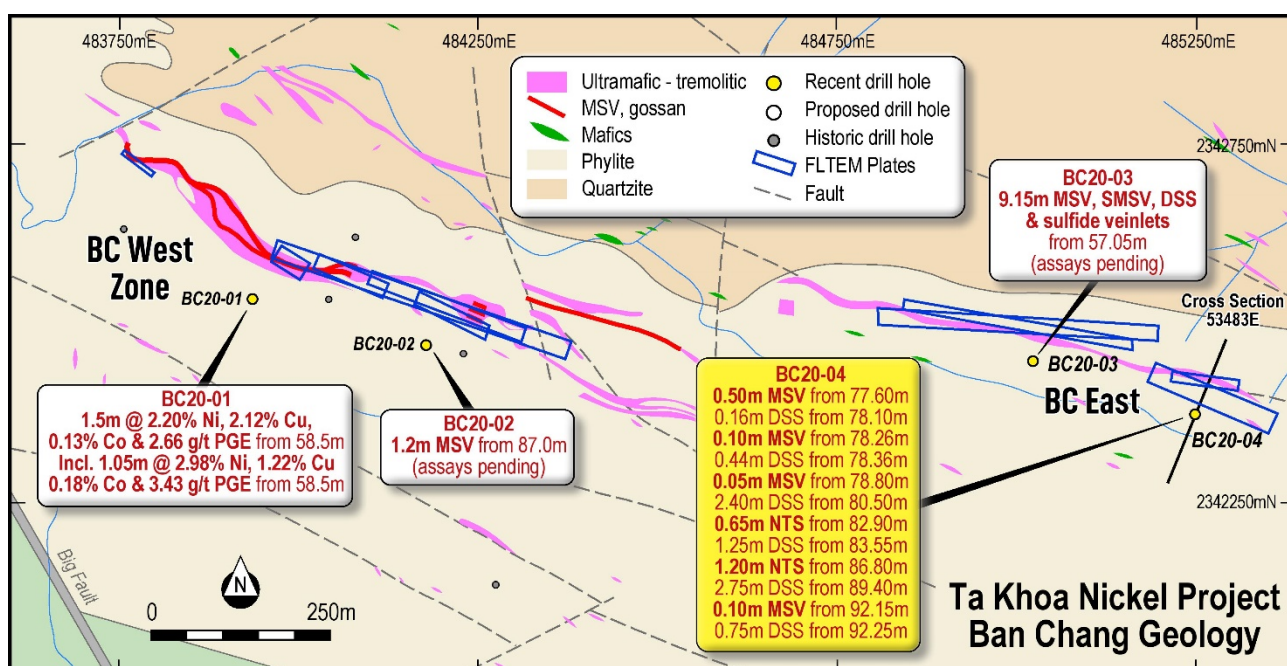 483750mE
484250mE
484750mE
485250mE
Ultramafic - tremolitic
MSV, gossan
Mafics
Phylite
Quartzite
Recent drill hole
Proposed drill hole
Historic drill hole
FLTEM Plates
Fault
2342750mN
BC20-03
9.15m MSV, SMSV, DSS
& sulfide veinlets
from 57.05m
(assays pending)
BC West
Zone
BC20-01
BC20-02
Cross Section
53483E
BC20-03
BC East
BC20-04
BC20-01
1.5m @ 2.20% Ni, 2.12% Cu,
0.13% Co & 2.66 g/t PGE from 58.5m
Incl. 1.05m @ 2.98% Ni, 1.22% Cu
0.18% Co & 3.43 g/t PGE from 58.5m
BC20-02
1.2m MSV from 87.0m
(assays pending)
BC20-04
0.50m MSV from 77.60m
0.16m DSS from 78.10m
0.10m MSV from 78.26m
0.44m DSS from 78.36m
0.05m MSV from 78.80m
2.40m DSS from 80.50m
0.65m NTS from 82.90m
1.25m DSS from 83.55m
1.20m NTS from 86.80m
2.75m DSS from 89.40m
0.10m MSV from 92.15m
0.75m DSS from 92.25m
2342250mN
Big Fault
N
0
250m
Ta Khoa Nickel Project
Ban Chang Geology